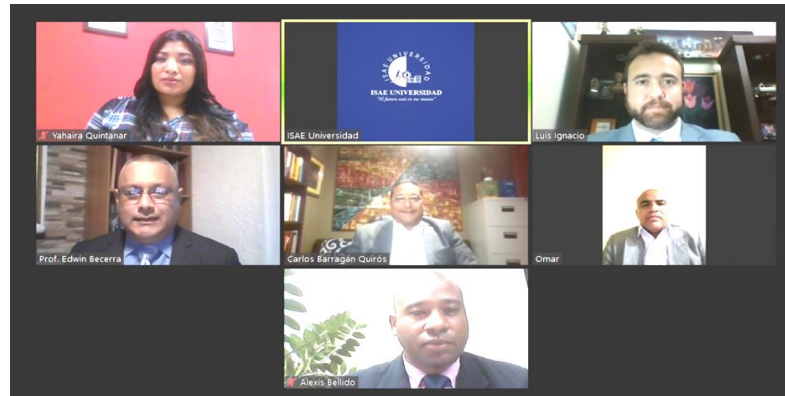 Yahaira Quintanar
ISAE UNIVERSIDAD
ISAE UNIVERSIDAD
"El futuro está en tus manos"
ISAE Universidad
Luis Ignacio
Prof. Edwin Becerra
Carlos Barragán Quirós
Omar
Alexis Bellido